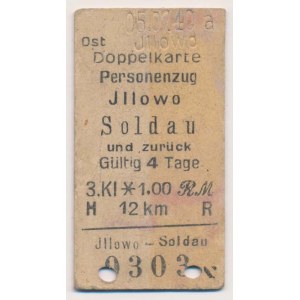 Ost Jllowo
Doppelkarte
Personenzug
Jllowo
Soldau
und zurück
Gültig 4 Tage
3.Kl * 1.00 RM
H 12 km R
Jllowo – Soldau
0303